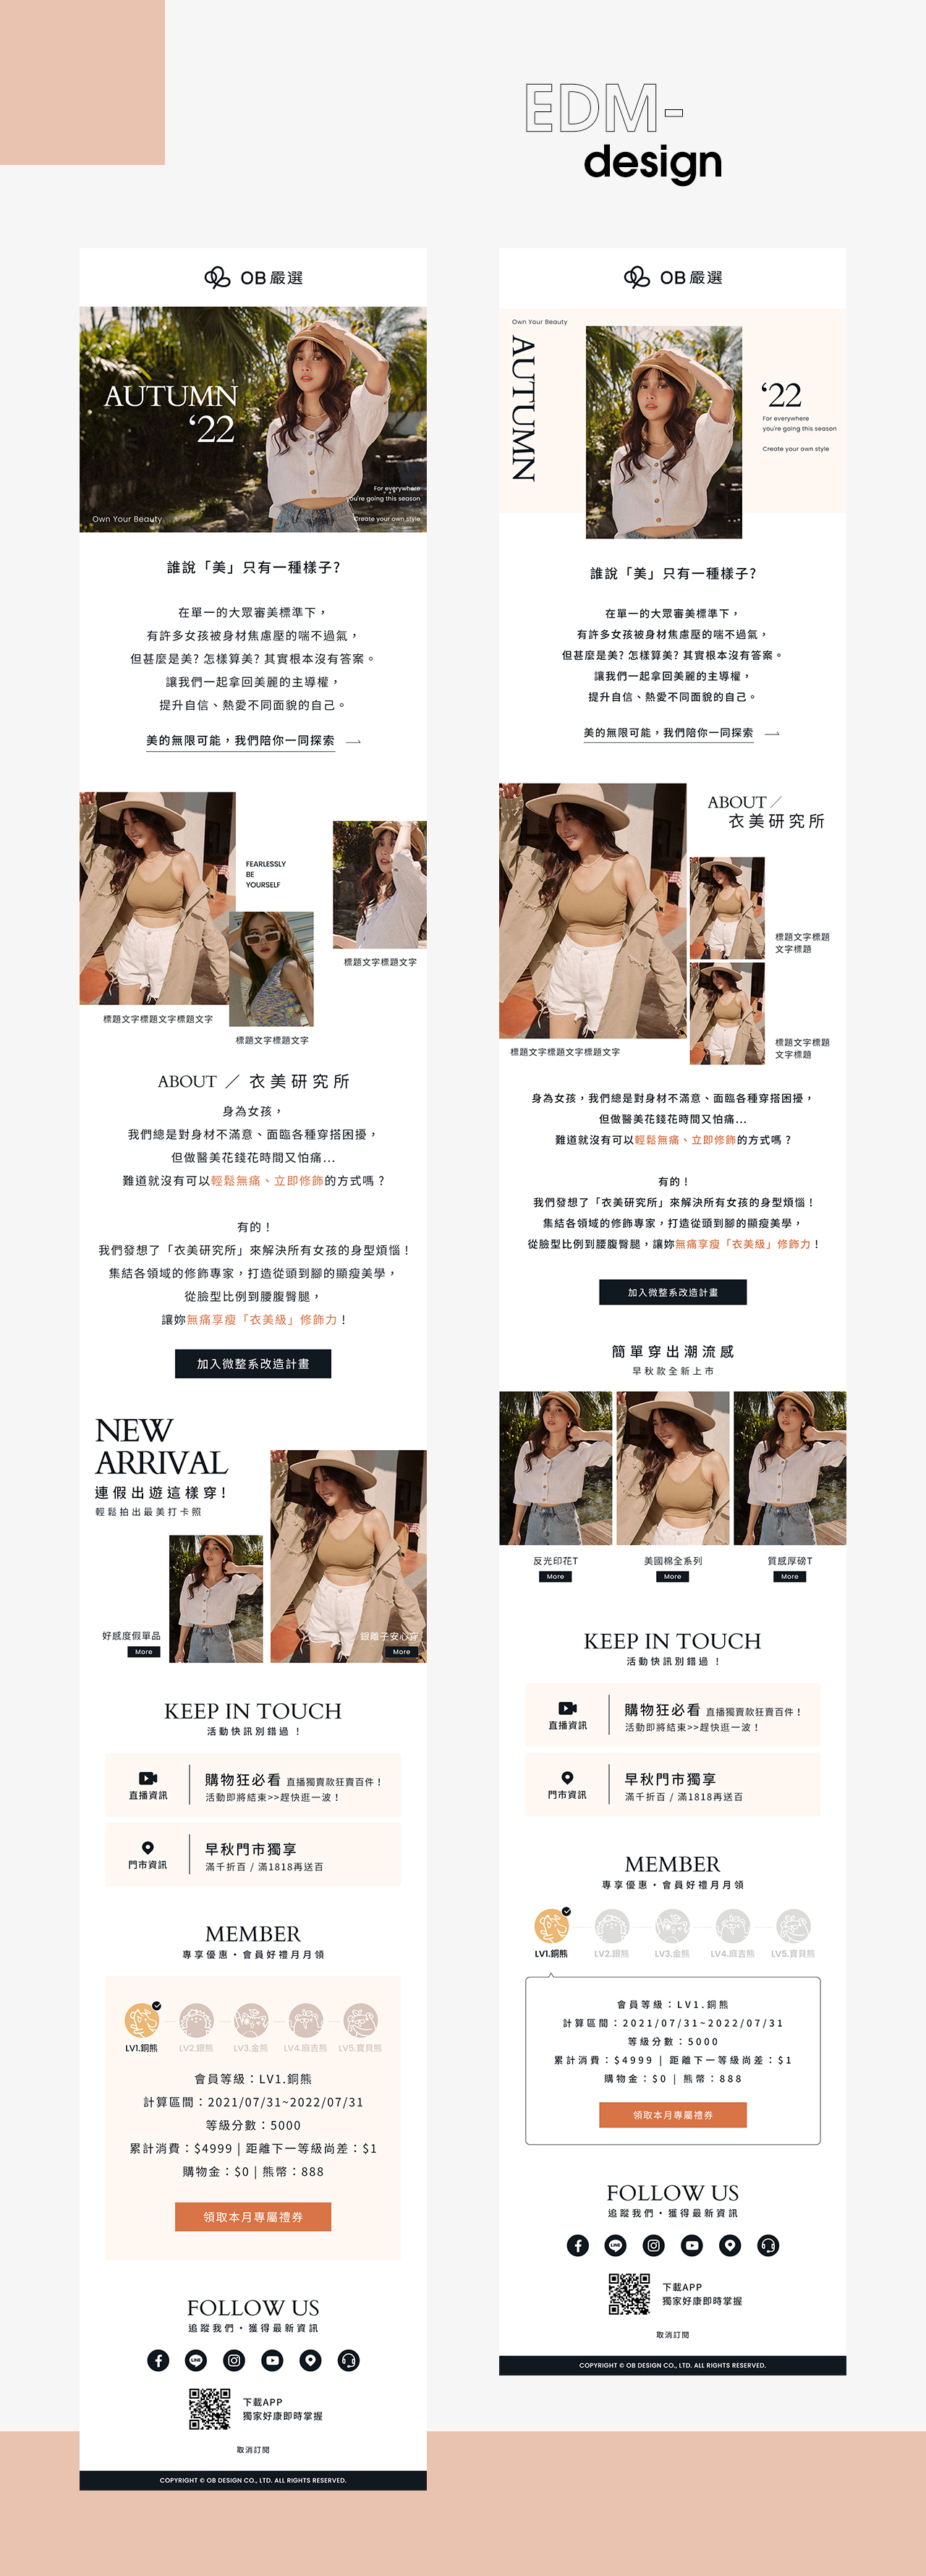 EDM-
design
OB嚴選
AUTUMN
‘22
For everywhere
you're going this season
Create your own style
Own Your Beauty
誰說「美」只有一種樣子?
在單一的大眾審美標準下，
有許多女孩被身材焦慮壓的喘不過氣，
但甚麼是美? 怎樣算美? 其實根本沒有答案。
讓我們一起拿回美麗的主導權，
提升自信、熱愛不同面貌的自己。
美的無限可能，我們陪你一同探索
FEARLESSLY
BE
YOURSELF
標題文字標題文字
標題文字標題文字標題文字
標題文字標題文字
ABOUT ／ 衣美研究所
身為女孩，
我們總是對身材不滿意、面臨各種穿搭困擾，
但做醫美花錢花時間又怕痛...
難道就沒有可以輕鬆無痛、立即修飾的方式嗎？
有的！
我們發想了「衣美研究所」來解決所有女孩的身型煩惱！
集結各領域的修飾專家，打造從頭到腳的顯瘦美學，
從臉型比例到腰腹臀腿，
讓妳無痛享瘦「衣美級」修飾力！
加入微整系改造計畫
NEW
ARRIVAL
連假出遊這樣穿!
輕鬆拍出最美打卡照
好感度假單品
More
銀離子安心穿
More
KEEP IN TOUCH
活動快訊別錯過 ！
直播資訊
購物狂必看 直播獨賣款狂賣百件！
活動即將結束>>趕快逛一波！
門市資訊
早秋門市獨享
滿千折百 / 滿1818再送百
MEMBER
專享優惠・會員好禮月月領
LV1.銅熊 LV2.銀熊 LV3.金熊 LV4.麻吉熊 LV5.寶貝熊
會員等級：LV1.銅熊
計算區間：2021/07/31~2022/07/31
等級分數：5000
累計消費：$4999 | 距離下一等級尚差：$1
購物金：$0 | 熊幣：888
領取本月專屬禮券
FOLLOW US
追蹤我們・獲得最新資訊
LINE
下載APP
獨家好康即時掌握
取消訂閱
COPYRIGHT © OB DESIGN CO., LTD. ALL RIGHTS RESERVED.
OB嚴選
Own Your Beauty
AUTUMN
‘22
For everywhere
you're going this season
Create your own style
誰說「美」只有一種樣子?
在單一的大眾審美標準下，
有許多女孩被身材焦慮壓的喘不過氣，
但甚麼是美? 怎樣算美? 其實根本沒有答案。
讓我們一起拿回美麗的主導權，
提升自信、熱愛不同面貌的自己。
美的無限可能，我們陪你一同探索
ABOUT ／
衣美研究所
標題文字標題
文字標題
標題文字標題
文字標題
標題文字標題文字標題文字
身為女孩，我們總是對身材不滿意、面臨各種穿搭困擾，
但做醫美花錢花時間又怕痛...
難道就沒有可以輕鬆無痛、立即修飾的方式嗎？
有的！
我們發想了「衣美研究所」來解決所有女孩的身型煩惱！
集結各領域的修飾專家，打造從頭到腳的顯瘦美學，
從臉型比例到腰腹臀腿，讓妳無痛享瘦「衣美級」修飾力！
加入微整系改造計畫
簡單穿出潮流感
早秋款全新上市
反光印花T 美國棉全系列 質感厚磅T
More More More
KEEP IN TOUCH
活動快訊別錯過 ！
直播資訊
購物狂必看 直播獨賣款狂賣百件！
活動即將結束>>趕快逛一波！
門市資訊
早秋門市獨享
滿千折百 / 滿1818再送百
MEMBER
專享優惠・會員好禮月月領
LV1.銅熊 LV2.銀熊 LV3.金熊 LV4.麻吉熊 LV5.寶貝熊
會員等級：LV1.銅熊
計算區間：2021/07/31~2022/07/31
等級分數：5000
累計消費：$4999 | 距離下一等級尚差：$1
購物金：$0 | 熊幣：888
領取本月專屬禮券
FOLLOW US
追蹤我們・獲得最新資訊
LINE
下載APP
獨家好康即時掌握
取消訂閱
COPYRIGHT © OB DESIGN CO., LTD. ALL RIGHTS RESERVED.